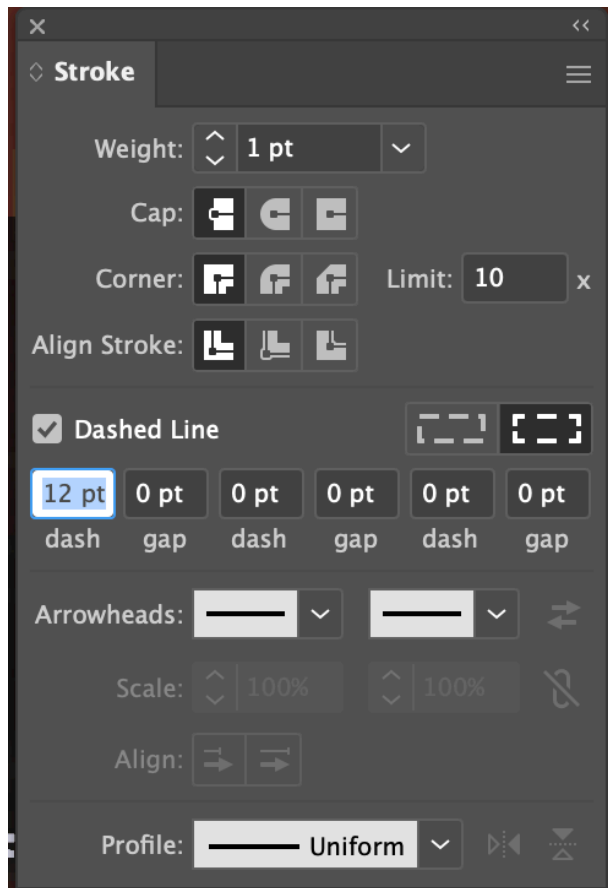 Stroke
Weight: 1 pt
Cap:
Corner: Limit: 10 x
Align Stroke:
Dashed Line
12 pt 0 pt 0 pt 0 pt 0 pt 0 pt
dash gap dash gap dash gap
Arrowheads:
Scale: 100% 100%
Align:
Profile: Uniform